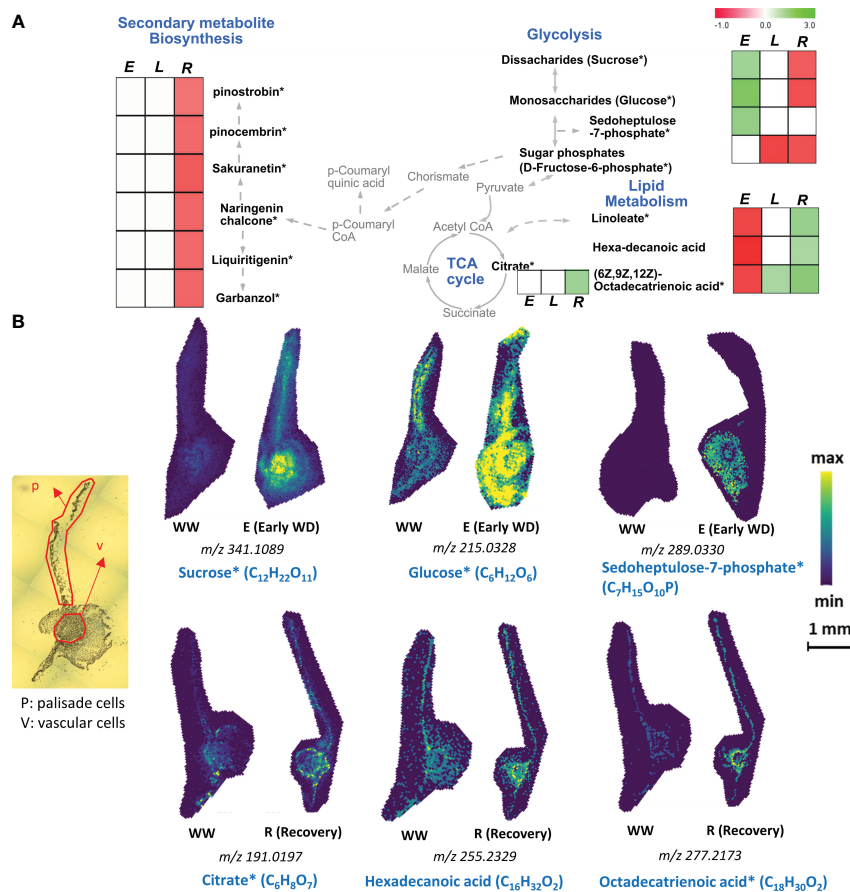 A
Secondary metabolite
Biosynthesis
E L R
pinostrobin*
pinocembrin*
Sakuranetin*
Naringenin
chalcone*
Liquiritigenin*
Garbanzol*
p-Coumaryl
quinic acid
p-Coumaryl
CoA
Chorismate
Glycolysis
Dissacharides (Sucrose*)
Monosaccharides (Glucose*)
Sedoheptulose
-7-phosphate*
Sugar phosphates
(D-Fructose-6-phosphate*)
Pyruvate
-1.0 0.0 3.0
E L R
Lipid
Metabolism
Linoleate*
Hexa-decanoic acid
(6Z,9Z,12Z)-
Octadecatrienoic acid*
E L R
Acetyl CoA
Citrate*
TCA
cycle
Malate
Succinate
E L R
B
p
v
P: palisade cells
V: vascular cells
WW E (Early WD)
m/z 341.1089
Sucrose* (C12H22O11)
WW E (Early WD)
m/z 215.0328
Glucose* (C6H12O6)
WW E (Early WD)
m/z 289.0330
Sedoheptulose-7-phosphate*
(C7H15O10P)
max
min
1 mm
WW R (Recovery)
m/z 191.0197
Citrate* (C6H8O7)
WW R (Recovery)
m/z 255.2329
Hexadecanoic acid (C16H32O2)
WW R (Recovery)
m/z 277.2173
Octadecatrienoic acid* (C18H30O2)